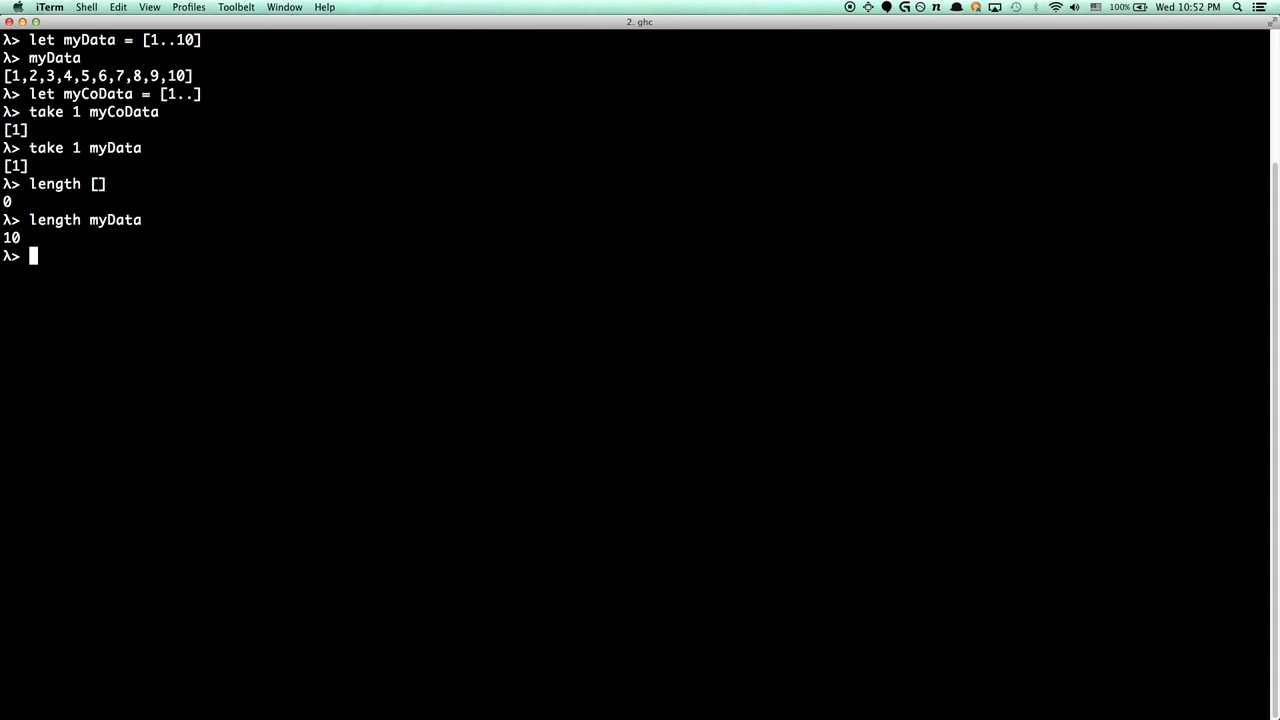 iTerm Shell Edit View Profiles Toolbelt Window Help 100% Wed 10:52 PM
2. ghc
λ> let myData = [1..10]
λ> myData
[1,2,3,4,5,6,7,8,9,10]
λ> let myCoData = [1..]
λ> take 1 myCoData
[1]
λ> take 1 myData
[1]
λ> length []
0
λ> length myData
10
λ>